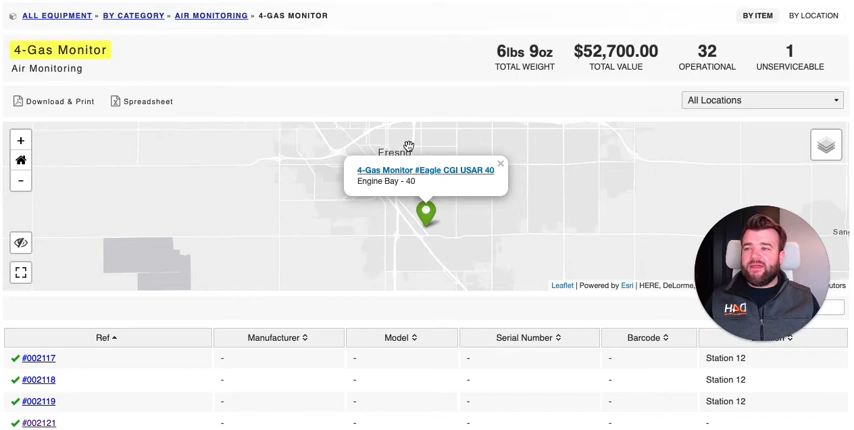 ALL EQUIPMENT » BY CATEGORY » AIR MONITORING » 4-GAS MONITOR
BY ITEM
BY LOCATION
4-Gas Monitor
Air Monitoring
6lbs 9oz
TOTAL WEIGHT
$52,700.00
TOTAL VALUE
32
OPERATIONAL
1
UNSERVICEABLE
Download & Print
Spreadsheet
All Locations
+
-
Fresno
4-Gas Monitor #Eagle CGI USAR 40
Engine Bay - 40
×
San
HAD
Leaflet | Powered by Esri | HERE, DeLorme,
utors
Ref
Manufacturer
Model
Serial Number
Barcode
#002117 - - - - Station 12
#002118 - - - - Station 12
#002119 - - - - Station 12
#002121 - - - - -